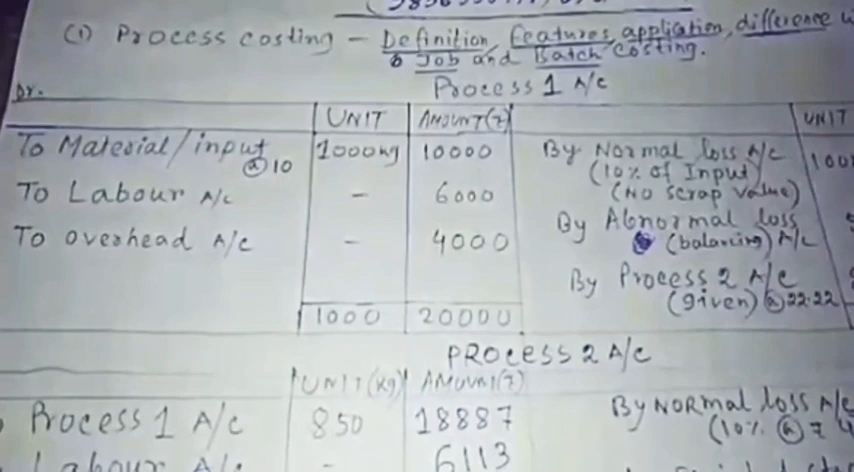 (1) Process costing – Definition, features, application, difference
& Job and Batch costing.
Process 1 A/c
Dr.
UNIT AMOUNT(₹) UNIT
To Material/input @10 1000kg 10000 By Normal loss A/c
(10% of Input)
(No scrap value)
To Labour A/c – 6000
By Abnormal loss
(balancing) A/c
To overhead A/c – 4000
By Process 2 A/c
(given) @22.22
1000 20000
PROCESS 2 A/c
UNIT(kg) AMOUNT(₹)
Process 1 A/c 850 18887 By NORMAL loss A/c
(10% @ 7
Labour A/c - 6113